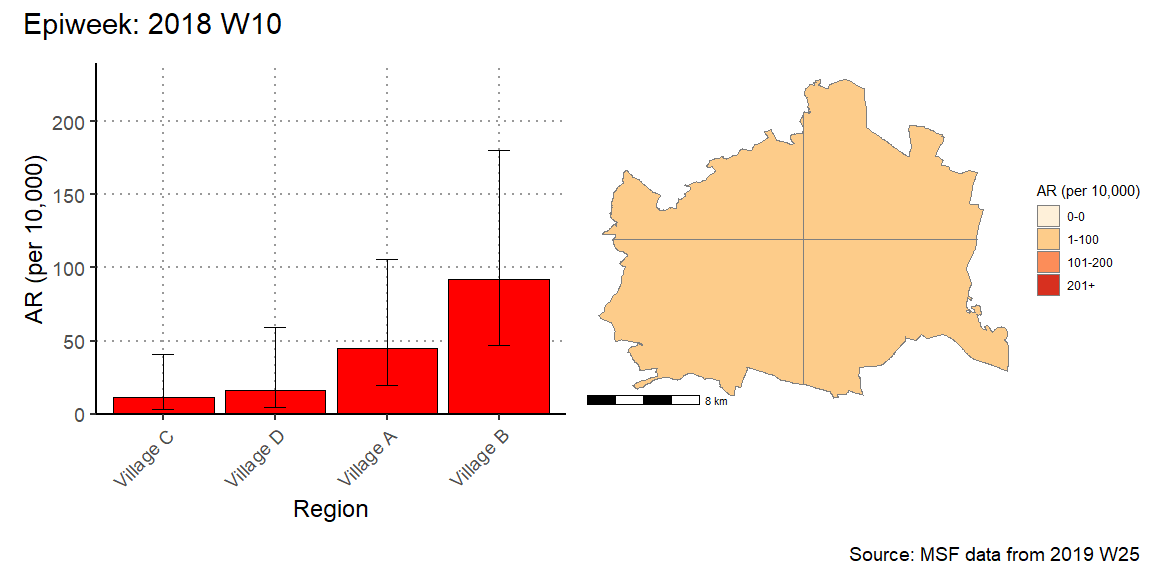 Epiweek: 2018 W10
AR (per 10,000)
200
150
100
50
0
Village C
Village D
Village A
Village B
Region
8 km
AR (per 10,000)
0-0
1-100
101-200
201+
Source: MSF data from 2019 W25